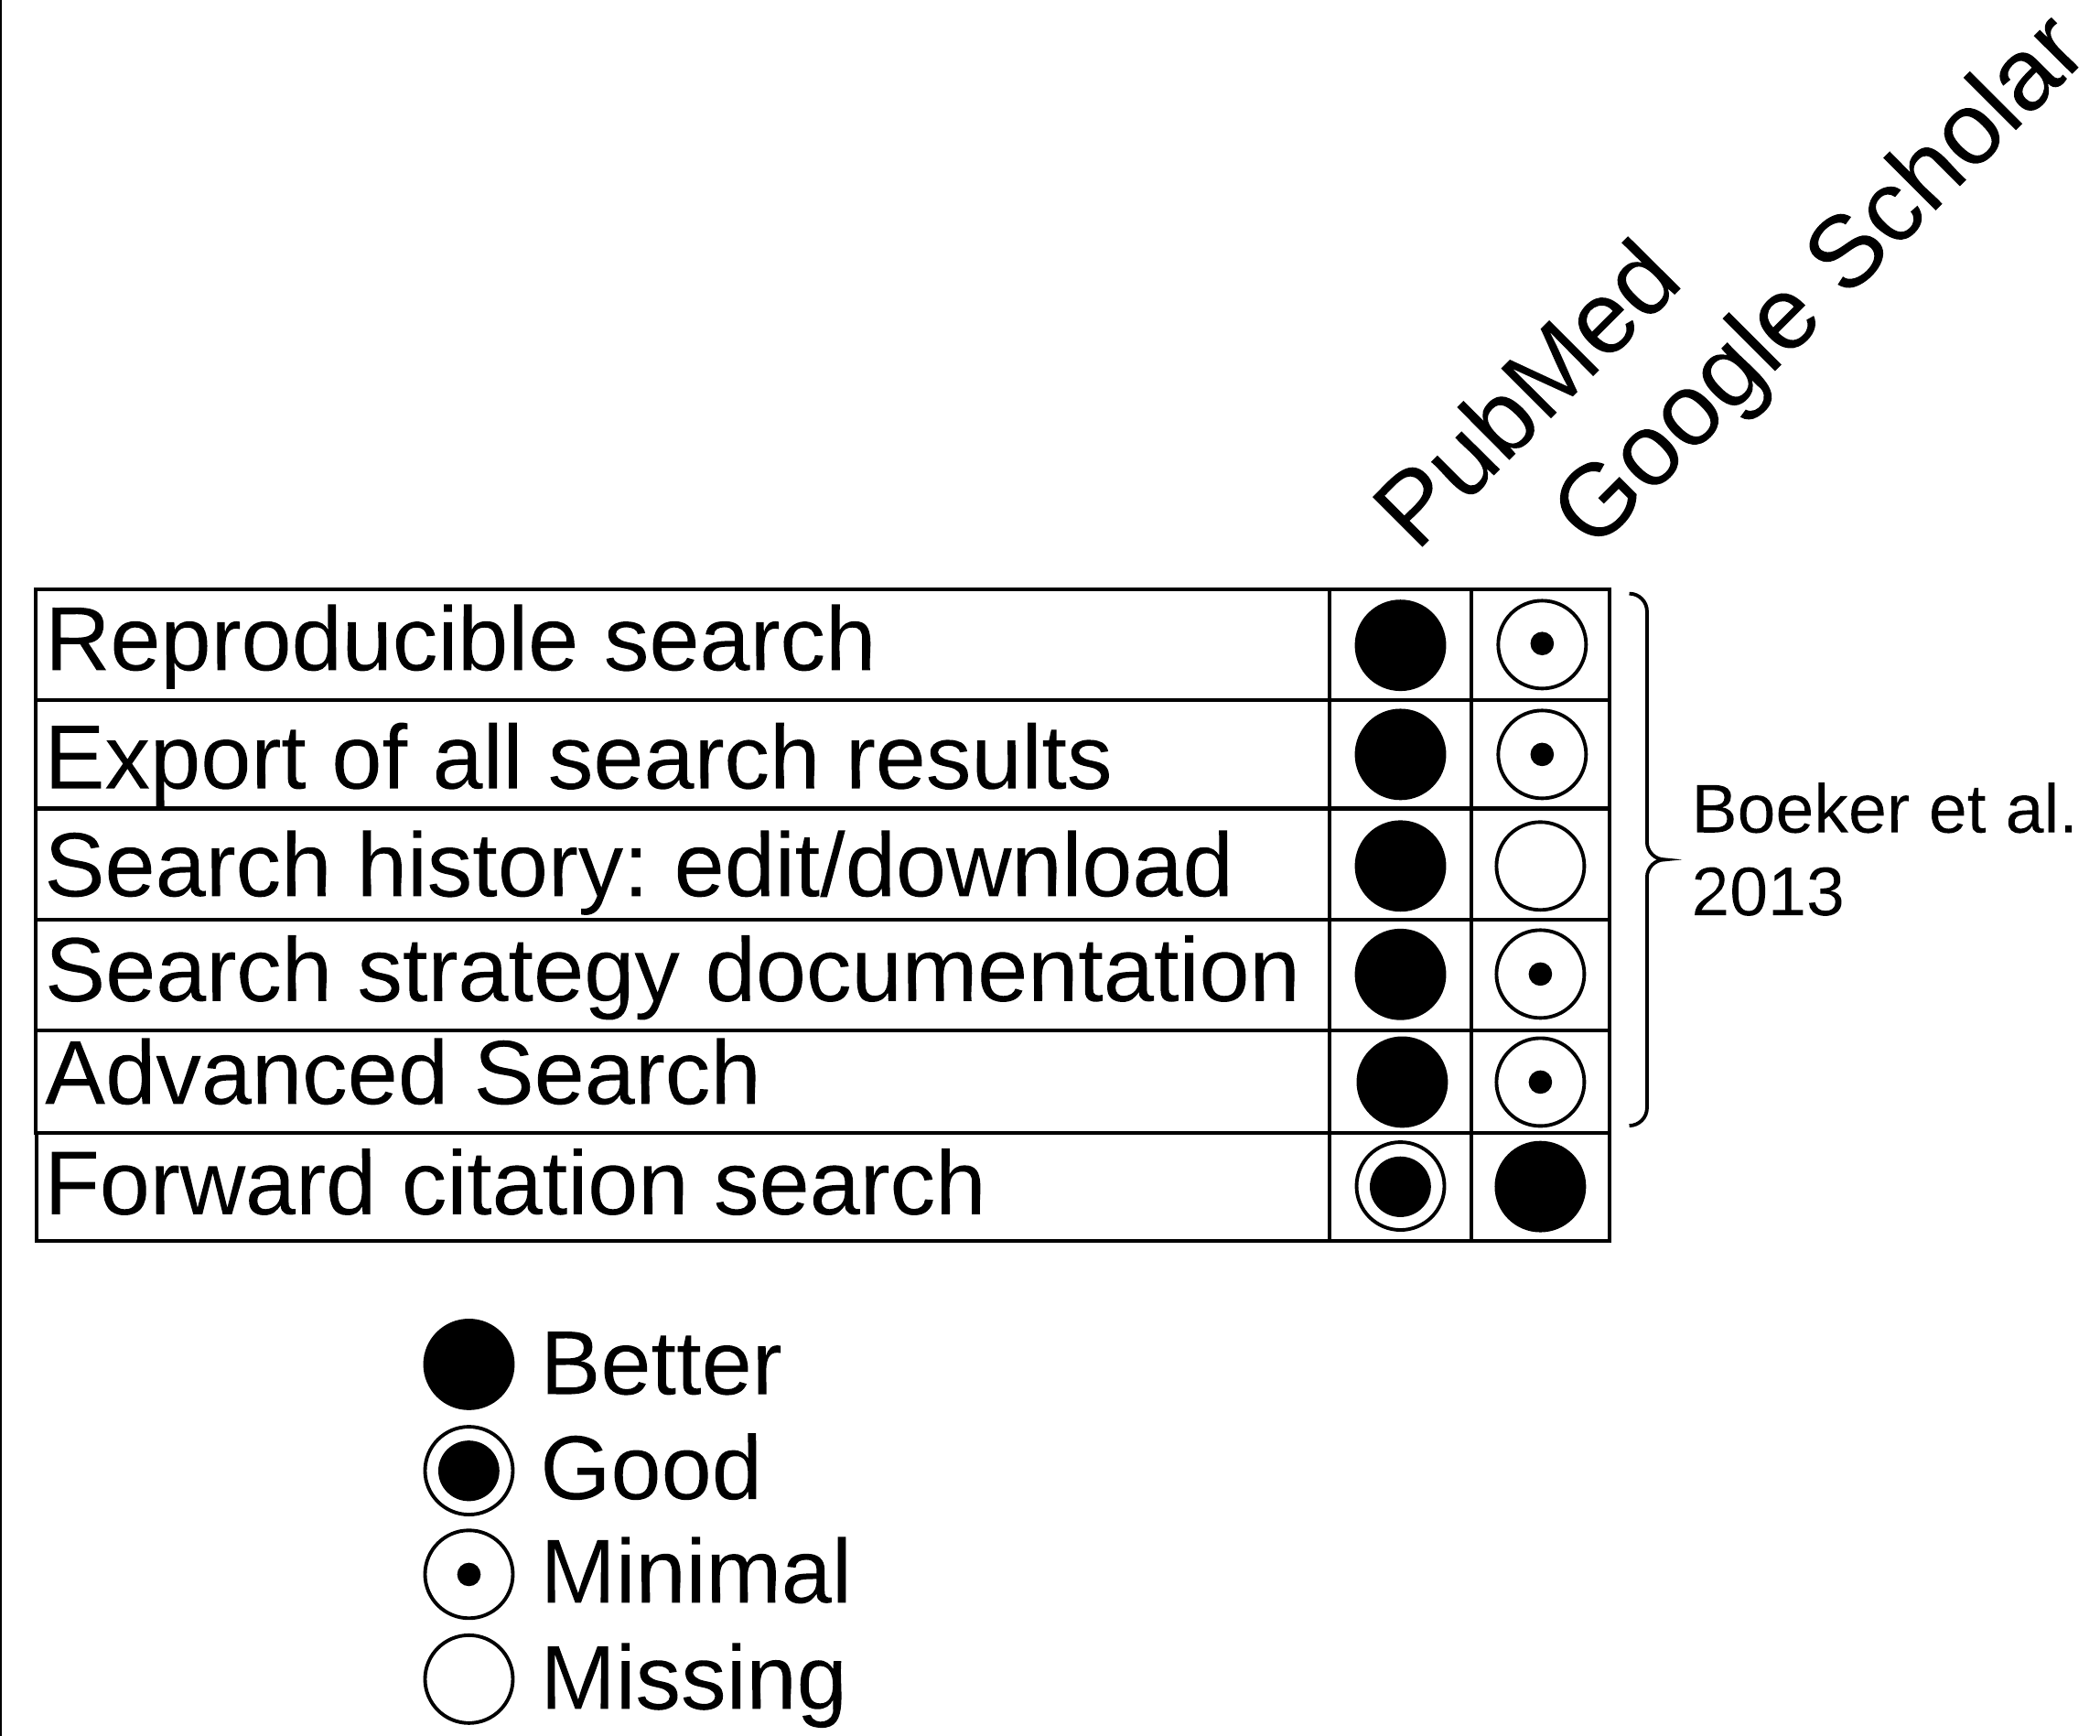 PubMed
Google Scholar
Reproducible search
Export of all search results
Search history: edit/download
Search strategy documentation
Advanced Search
Forward citation search
Boeker et al.
2013
Better
Good
Minimal
Missing